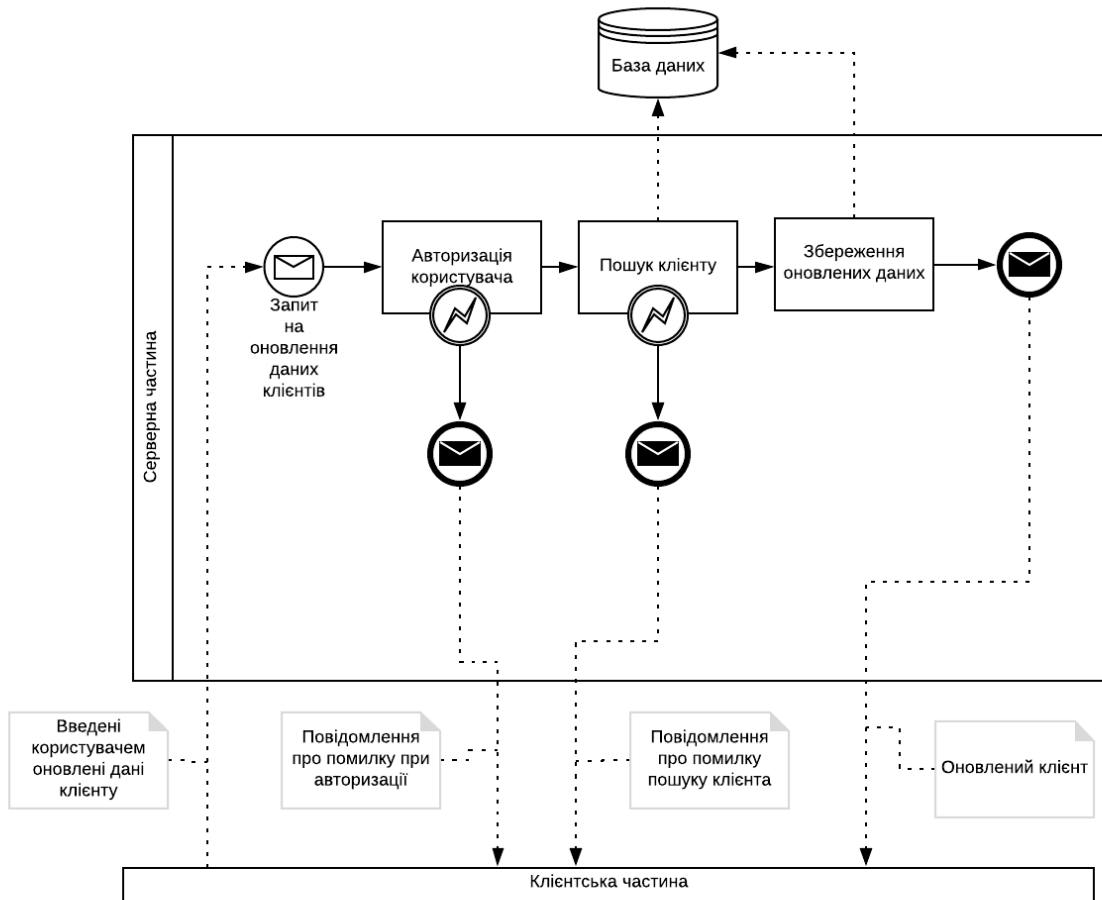 База даних
Серверна частина
Авторизація
користувача
Пошук клієнту
Збереження
оновлених даних
Запит
на
оновлення
даних
клієнтів
Введені
користувачем
оновлені дані
клієнту
Повідомлення
про помилку при
авторизації
Повідомлення
про помилку
пошуку клієнта
Оновлений клієнт
Клієнтська частина